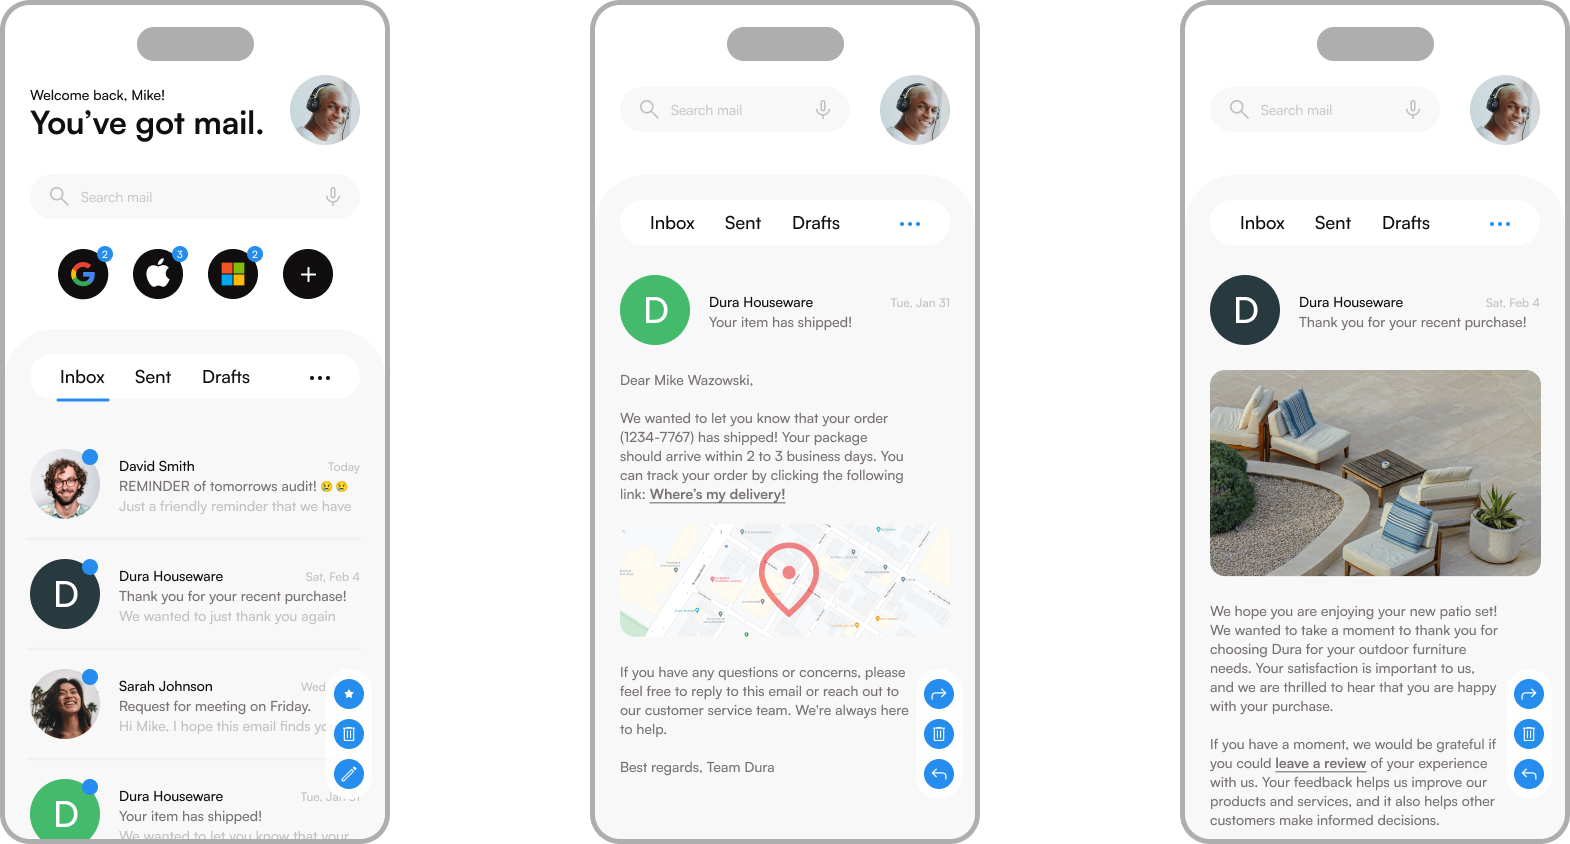 Welcome back, Mike!
You’ve got mail.
Search mail
2
3
2
Inbox Sent Drafts
David Smith Today
REMINDER of tomorrows audit! 😢😢
Just a friendly reminder that we have
Dura Houseware Sat, Feb 4
D
Thank you for your recent purchase!
We wanted to just thank you again
Sarah Johnson Wed
Request for meeting on Friday.
Hi Mike, I hope this email finds yo
Dura Houseware Tue, Jan 31
D
Your item has shipped!
We wanted to let you know that your
Search mail
Inbox Sent Drafts
D
Dura Houseware Tue, Jan 31
Your item has shipped!
Dear Mike Wazowski,
We wanted to let you know that your order
(1234-7767) has shipped! Your package
should arrive within 2 to 3 business days. You
can track your order by clicking the following
link: Where’s my delivery!
If you have any questions or concerns, please
feel free to reply to this email or reach out to
our customer service team. We're always here
to help.
Best regards, Team Dura
Search mail
Inbox Sent Drafts
D
Dura Houseware Sat, Feb 4
Thank you for your recent purchase!
We hope you are enjoying your new patio set!
We wanted to take a moment to thank you for
choosing Dura for your outdoor furniture
needs. Your satisfaction is important to us,
and we are thrilled to hear that you are happy
with your purchase.
If you have a moment, we would be grateful if
you could leave a review of your experience
with us. Your feedback helps us improve our
products and services, and it also helps other
customers make informed decisions.